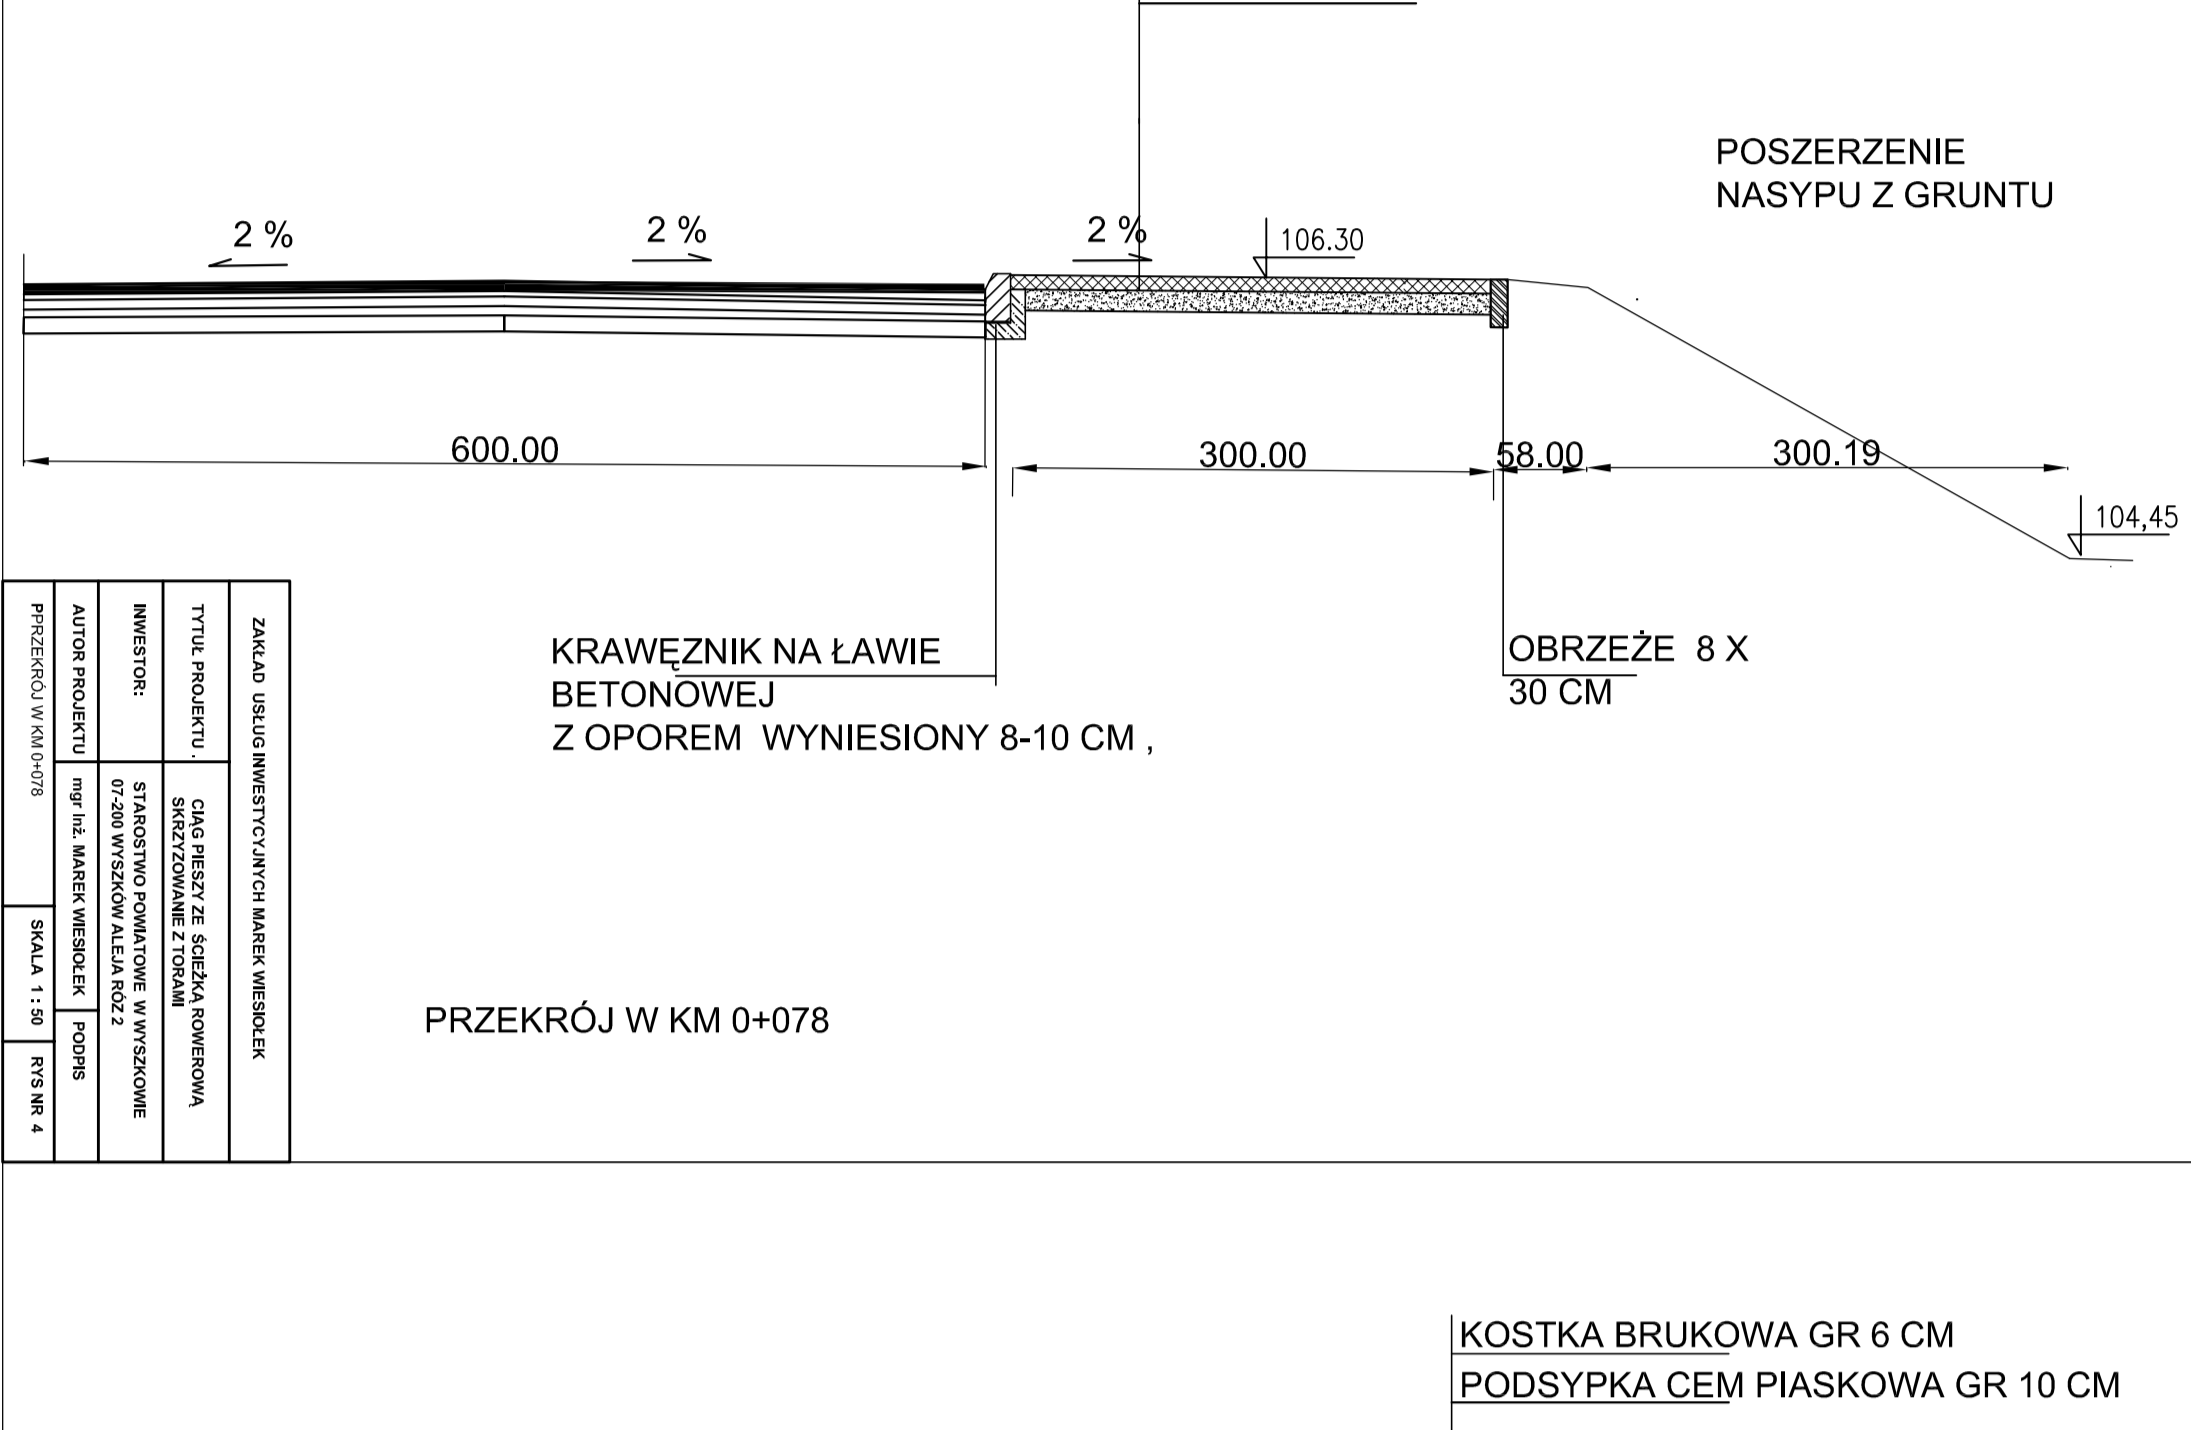 POSZERZENIE
NASYPU Z GRUNTU
2 %
2 %
2 %
106.30
600.00
300.00
58.00
300.19
104,45
KRAWĘZNIK NA ŁAWIE
BETONOWEJ
Z OPOREM WYNIESIONY 8-10 CM ,
OBRZEŻE 8 X
30 CM
ZAKŁAD USŁUG INWESTYCYJNYCH MAREK WIESIOŁEK
TYTUŁ PROJEKTU .
CIĄG PIESZY ZE ŚCIEŻKĄ ROWEROWĄ
SKRZYZOWANIE Z TORAMI
INWESTOR:
STAROSTWO POWIATOWE W WYSZKOWIE
07-200 WYSZKÓW ALEJA RÓZ 2
AUTOR PROJEKTU
mgr Inż. MAREK WIESIOŁEK
PODPIS
PPRZEKRÓJ W KM 0+078
SKALA 1 : 50
RYS NR 4
PRZEKRÓJ W KM 0+078
KOSTKA BRUKOWA GR 6 CM
PODSYPKA CEM PIASKOWA GR 10 CM